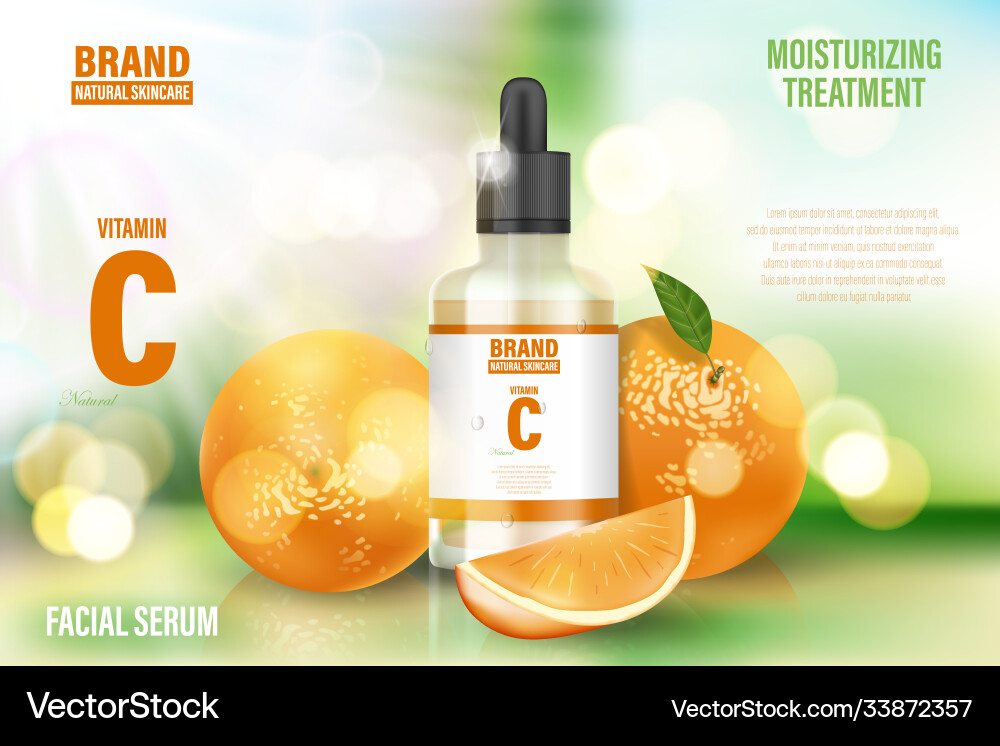 BRAND
NATURAL SKINCARE
MOISTURIZING
TREATMENT
VITAMIN
C
Natural
Lorem ipsum dolor sit amet, consectetur adipiscing elit,
sed do eiusmod tempor incididunt ut labore et dolore magna aliqua.
Ut enim ad minim veniam, quis nostrud exercitation
ullamco laboris nisi ut aliquip ex ea commodo consequat.
Duis aute irure dolor in reprehenderit in voluptate velit esse
cillum dolore eu fugiat nulla pariatur.
BRAND
NATURAL SKINCARE
VITAMIN
C
Natural
FACIAL SERUM
VectorStock
VectorStock.com/33872357